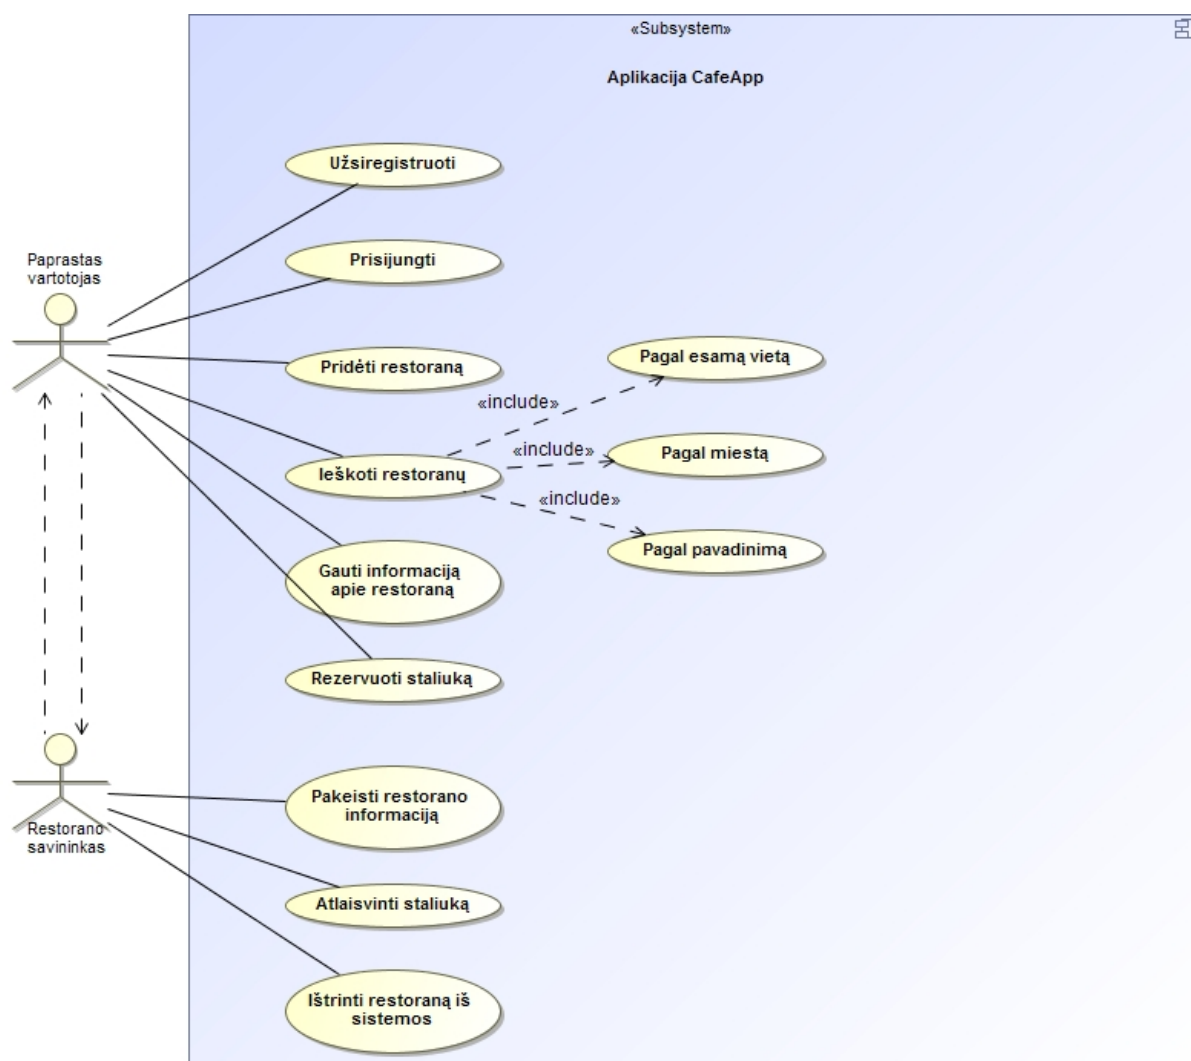 «Subsystem»
Aplikacija CafeApp
Užsiregistruoti
Paprastas
vartotojas
Prisijungti
Pridėti restoraną
Pagal esamą vietą
«include»
Ieškoti restoranų
«include»
Pagal miestą
«include»
Pagal pavadinimą
Gauti informaciją
apie restoraną
Rezervuoti staliuką
Restorano
savininkas
Pakeisti restorano
informaciją
Atlaisvinti staliuką
Ištrinti restoraną iš
sistemos